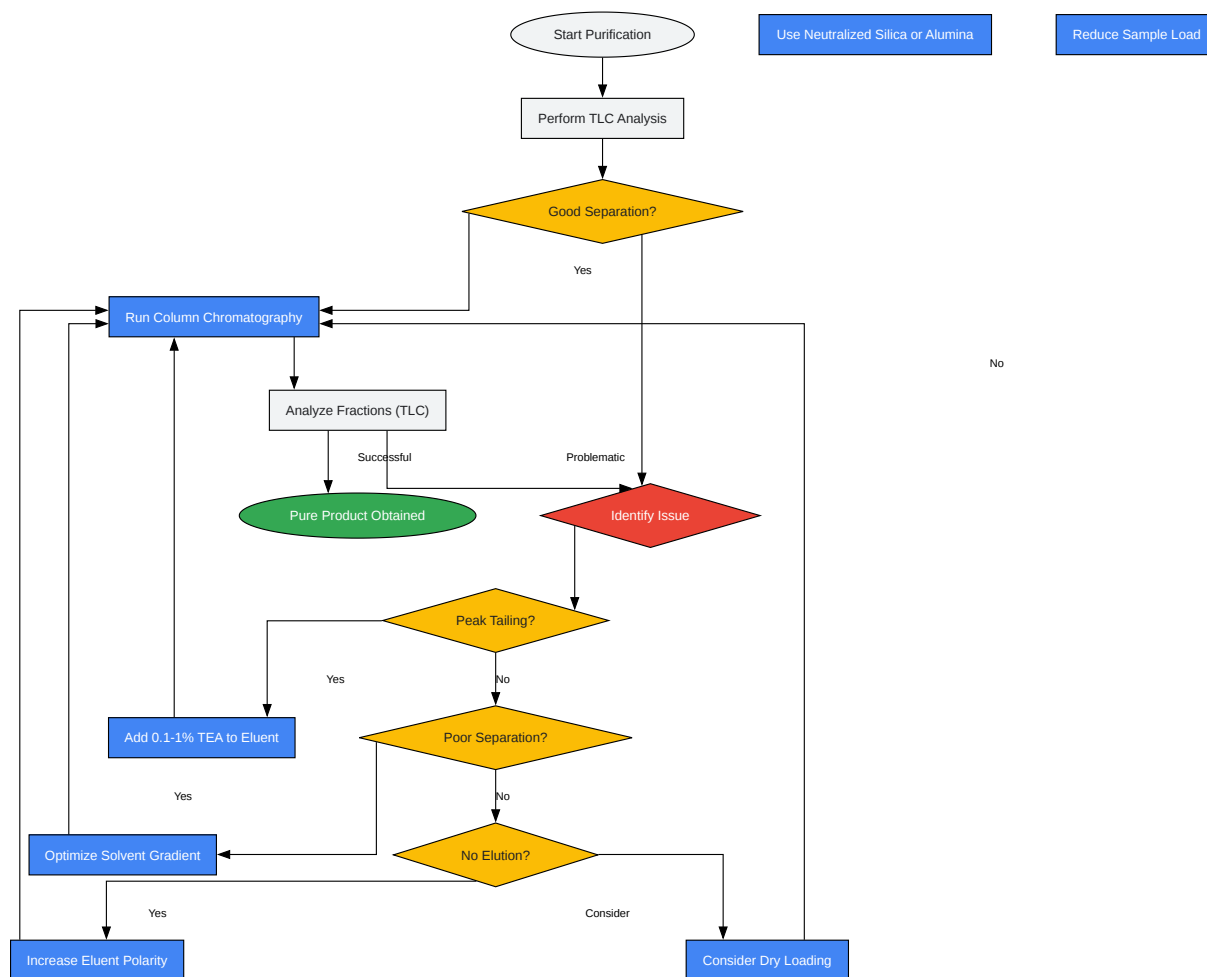 Start Purification
Use Neutralized Silica or Alumina
Reduce Sample Load
Perform TLC Analysis
Good Separation?
Yes
Run Column Chromatography
No
Analyze Fractions (TLC)
Successful
Problematic
Pure Product Obtained
Identify Issue
Peak Tailing?
Yes
No
Add 0.1-1% TEA to Eluent
Poor Separation?
Yes
No
Optimize Solvent Gradient
No Elution?
Yes
Consider
Increase Eluent Polarity
Consider Dry Loading